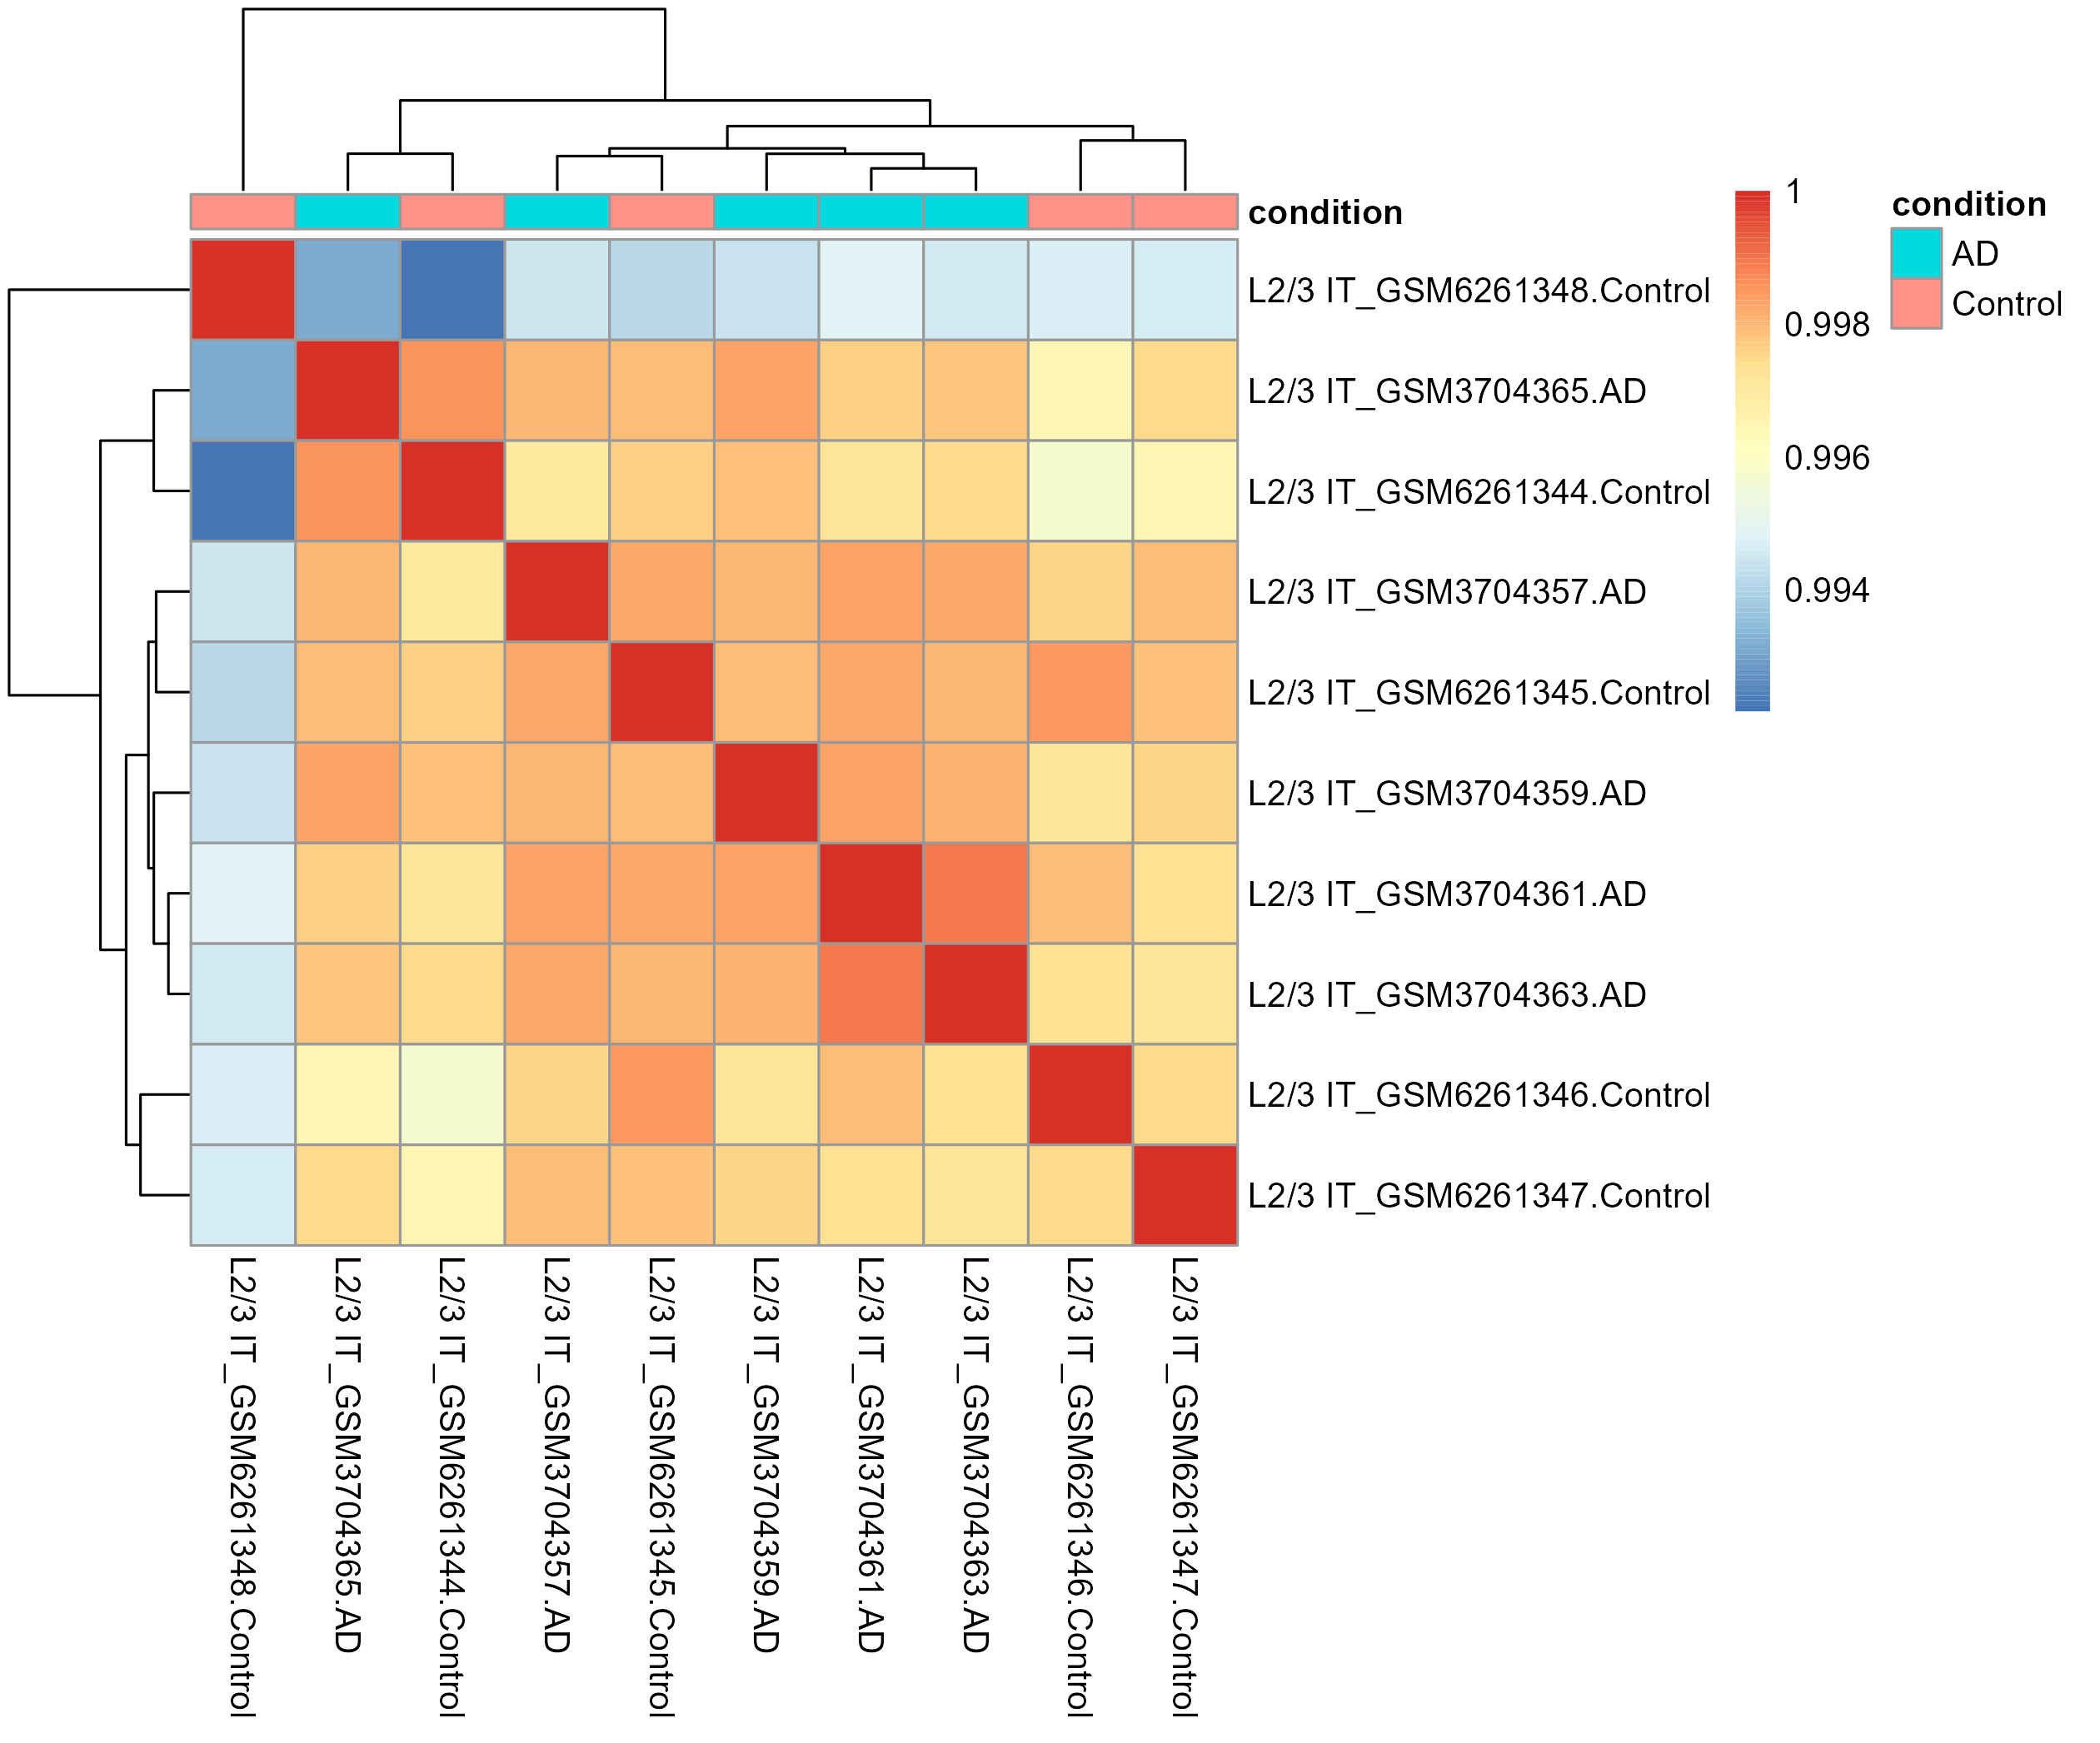 condition
L2/3 IT_GSM6261348.Control
L2/3 IT_GSM3704365.AD
L2/3 IT_GSM6261344.Control
L2/3 IT_GSM3704357.AD
L2/3 IT_GSM6261345.Control
L2/3 IT_GSM3704359.AD
L2/3 IT_GSM3704361.AD
L2/3 IT_GSM3704363.AD
L2/3 IT_GSM6261346.Control
L2/3 IT_GSM6261347.Control
1
0.998
0.996
0.994
condition
AD
Control
L2/3 IT_GSM6261348.Control
L2/3 IT_GSM3704365.AD
L2/3 IT_GSM6261344.Control
L2/3 IT_GSM3704357.AD
L2/3 IT_GSM6261345.Control
L2/3 IT_GSM3704359.AD
L2/3 IT_GSM3704361.AD
L2/3 IT_GSM3704363.AD
L2/3 IT_GSM6261346.Control
L2/3 IT_GSM6261347.Control